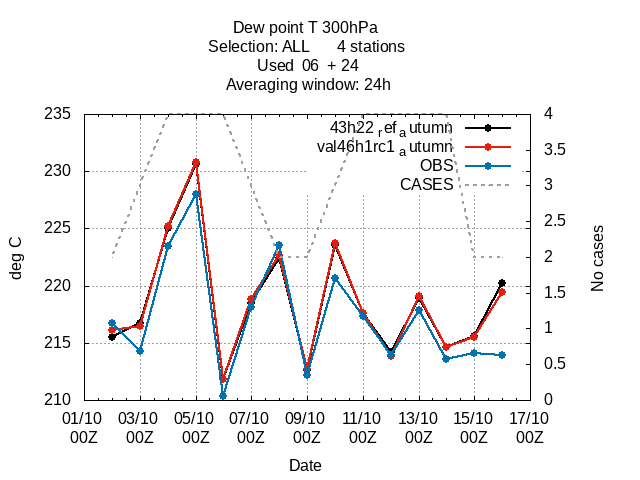 Dew point T 300hPa
Selection: ALL 4 stations
Used 06 + 24
Averaging window: 24h
43h22 ref a utumn
val46h1rc1 a utumn
OBS
CASES
235
230
225
220
215
210
deg C
4
3.5
3
2.5
2
1.5
1
0.5
0
No cases
01/10 03/10 05/10 07/10 09/10 11/10 13/10 15/10 17/10
00Z 00Z 00Z 00Z 00Z 00Z 00Z 00Z 00Z
Date